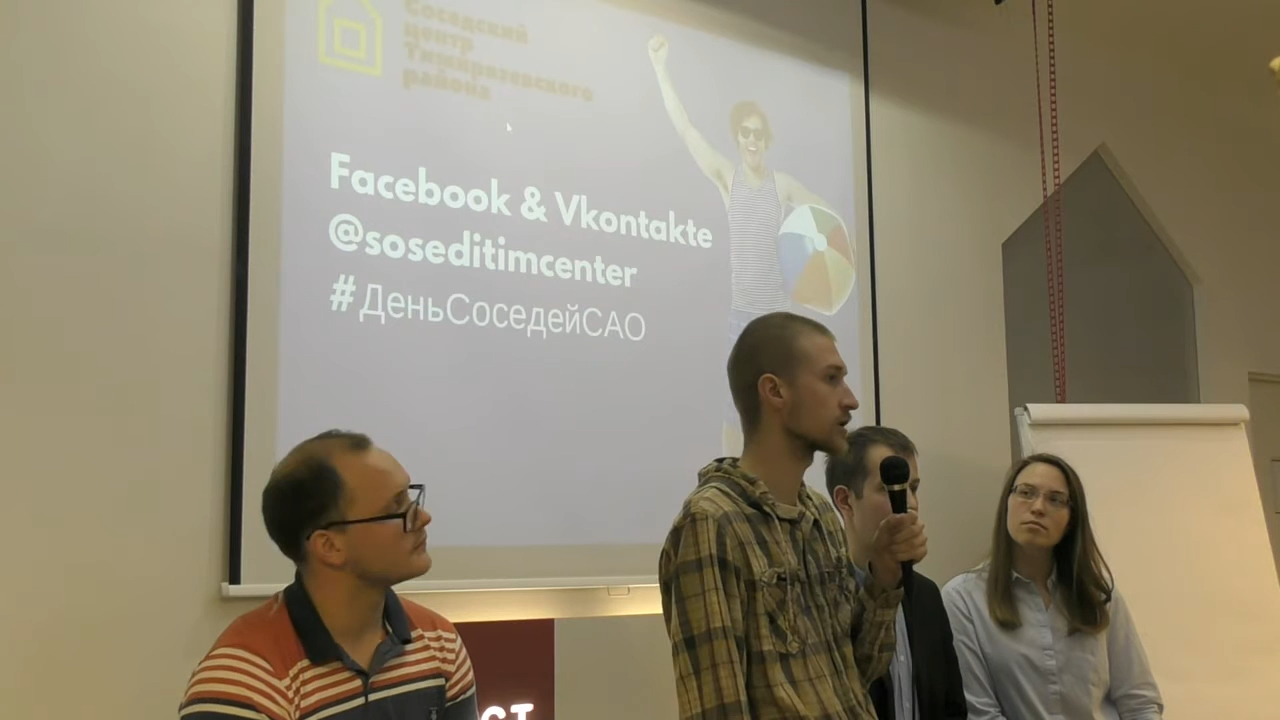 Соседский
центр
Тимирязевского
района
Facebook & Vkontakte
@soseditimcenter
#ДеньСоседейСАО